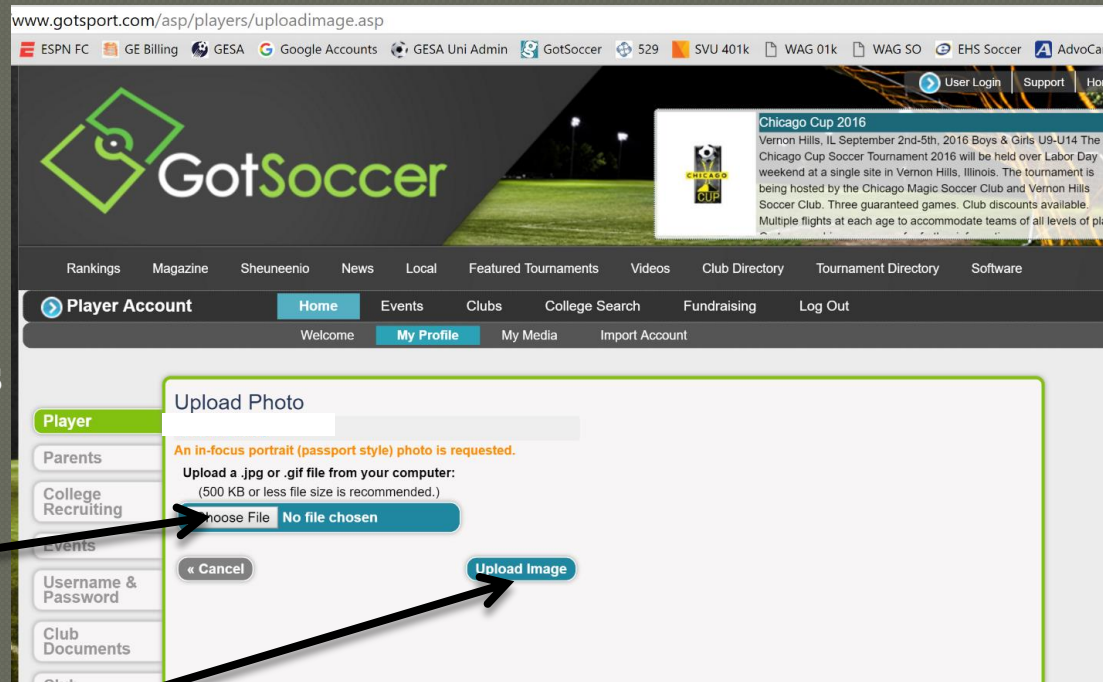 www.gotsport.com/asp/players/uploadimage.asp
ESPN FC GE Billing GESA Google Accounts GESA Uni Admin GotSoccer 529 SVU 401k WAG 01k WAG SO EHS Soccer
User Login Support
GotSoccer
CHICAGO
CUP
Chicago Cup 2016
Vernon Hills, IL September 2nd-5th, 2016 Boys & Girls U9-U14 The
Chicago Cup Soccer Tournament 2016 will be held over Labor Day
weekend at a single site in Vernon Hills, Illinois. The tournament is
being hosted by the Chicago Magic Soccer Club and Vernon Hills
Soccer Club. Three guaranteed games. Club discounts available.
Multiple flights at each age to accommodate teams of all levels of
Rankings Magazine Sheuneenio News Local Featured Tournaments Videos Club Directory Tournament Directory Software
Player Account Home Events Clubs College Search Fundraising Log Out
Welcome My Profile My Media Import Account
Upload Photo
Player
An in-focus portrait (passport style) photo is requested.
Parents
Upload a .jpg or .gif file from your computer:
(500 KB or less file size is recommended.)
College
Recruiting
Choose File No file chosen
Events
« Cancel Upload Image
Username &
Password
Club
Documents